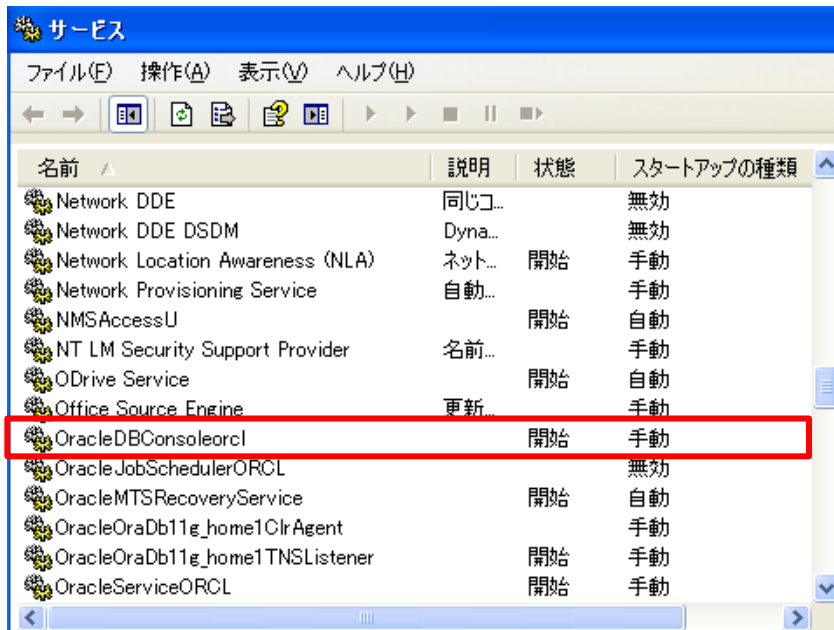 サービス
ファイル(F) 操作(A) 表示(V) ヘルプ(H)
名前 説明 状態 スタートアップの種類
Network DDE 同じコ... 無効
Network DDE DSDM Dyna... 無効
Network Location Awareness (NLA) ネット... 開始 手動
Network Provisioning Service 自動... 手動
NMSAccessU 開始 自動
NT LM Security Support Provider 名前... 手動
ODrive Service 開始 自動
Office Source Engine 更新... 手動
OracleDBConsoleorcl 開始 手動
OracleJobSchedulerORCL 無効
OracleMTSRecoveryService 開始 自動
OracleOraDb11g_home1ClrAgent 手動
OracleOraDb11g_home1TNSListener 開始 手動
OracleServiceORCL 開始 手動